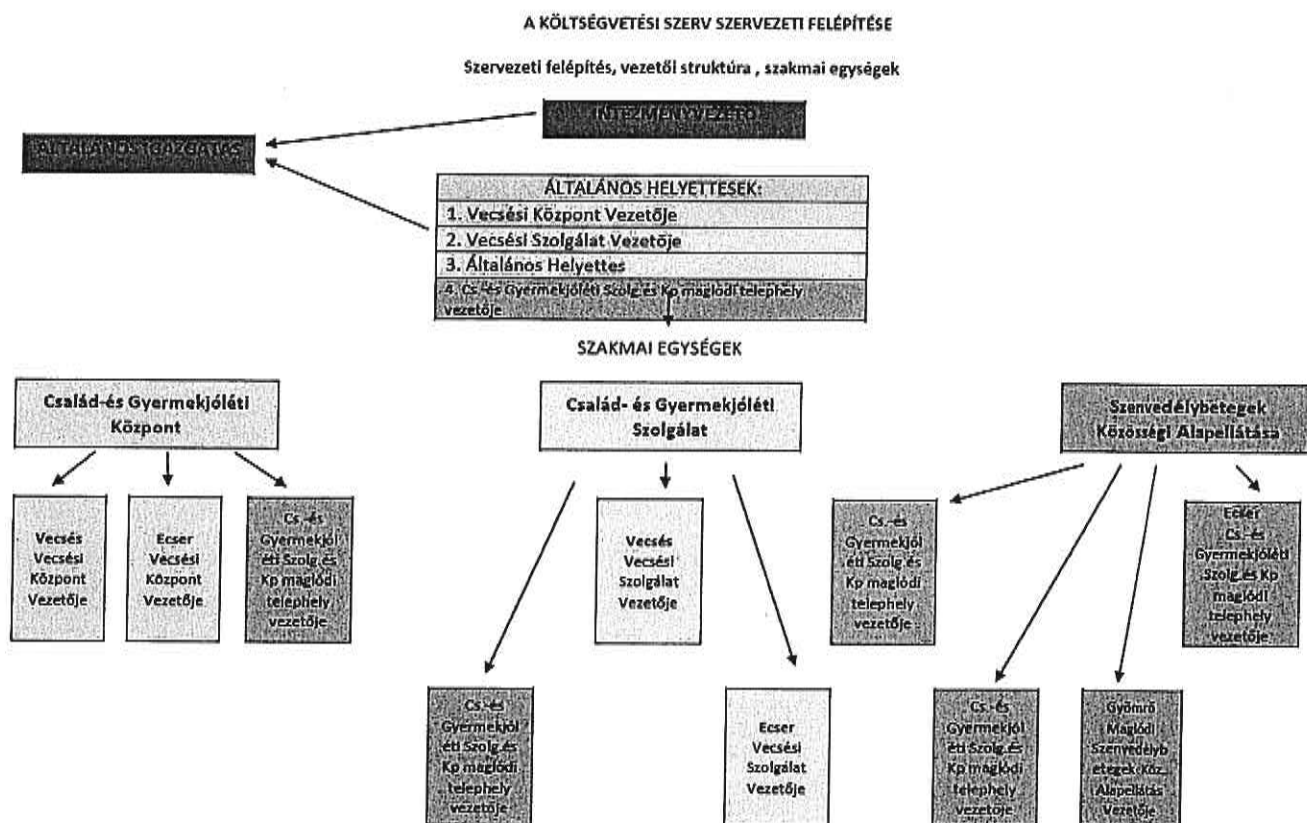 A KÖLTSÉGVETÉSI SZERV SZERVEZETI FELÉPÍTÉSE
Szervezeti felépítés, vezetői struktúra , szakmai egységek
INTÉZMÉNYVEZETŐ
ÁLTALÁNOS IGAZGATÁS
ÁLTALÁNOS HELYETTESEK:
1. Vecsési Központ Vezetője
2. Vecsési Szolgálat Vezetője
3. Általános Helyettes
4. Cs.-és Gyermekjóléti Szolg.és Kp maglódi telephely
vezetője
SZAKMAI EGYSÉGEK
Család-és Gyermekjóléti
Központ
Család- és Gyermekjóléti
Szolgálat
Szenvedélybetegek
Közösségi Alapellátása
Vecsés
Vecsési
Központ
Vezetője
Ecser
Vecsési
Központ
Vezetője
Cs.-és
Gyermekjól
éti Szolg.és
Kp maglódi
telephely
vezetője
Vecsés
Vecsési
Szolgálat
Vezetője
Cs.-és
Gyermekjól
éti Szolg.és
Kp maglódi
telephely
vezetője
Ecser
Cs.-és
Gyermekjóléti
Szolg.és Kp
maglódi
telephely
vezetője
Cs.-és
Gyermekjól
éti Szolg.és
Kp maglódi
telephely
vezetője
Ecser
Vecsési
Szolgálat
Vezetője
Cs.-és
Gyermekjól
éti Szolg.és
Kp maglódi
telephely
vezetője
Gyömrő
Maglódi
Szenvedélyb
etegek Köz.
Alapellátás
Vezetője